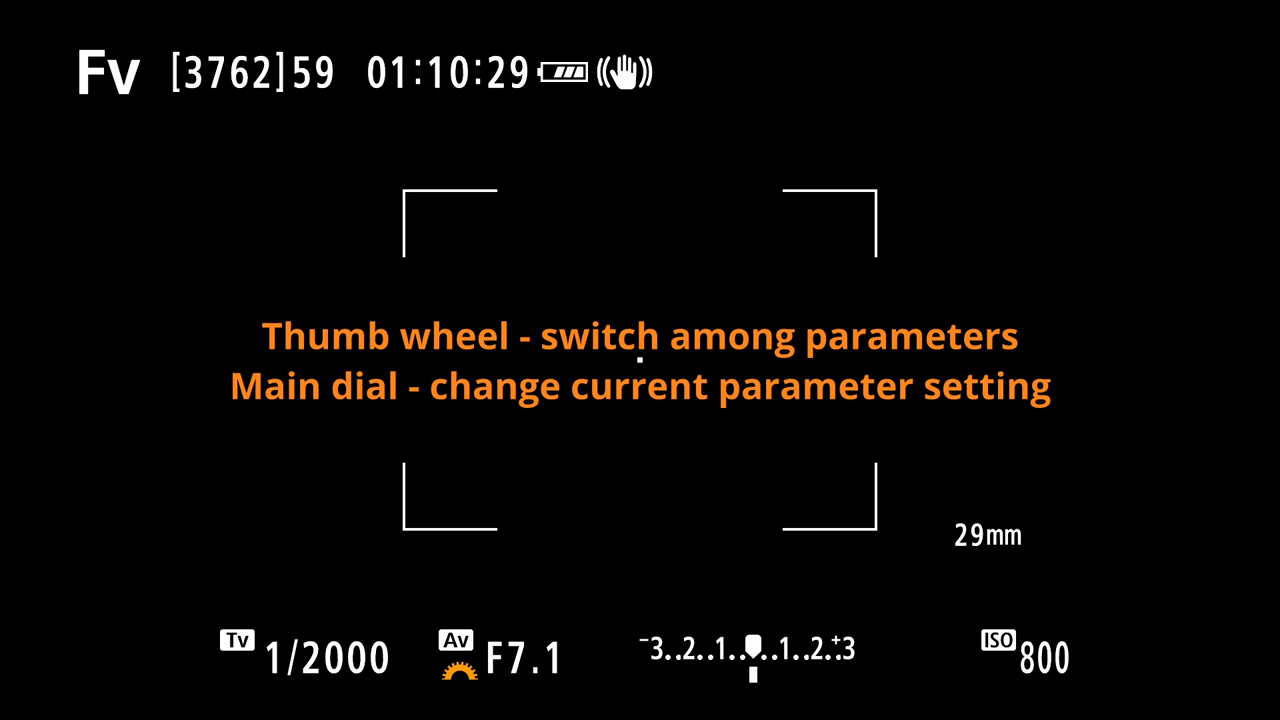 Fv [3762]59 01:10:29
Thumb wheel - switch among parameters
Main dial - change current parameter setting
29mm
Tv 1/2000 Av F7.1 -3..2..1..▼..1..2..+3 ISO 800